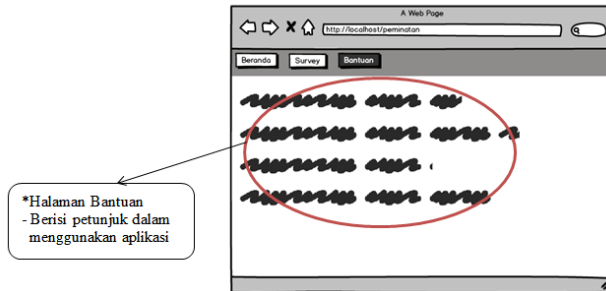 A Web Page
http://localhost/peminatan
Beranda Survey Bantuan
*Halaman Bantuan
- Berisi petunjuk dalam
menggunakan aplikasi